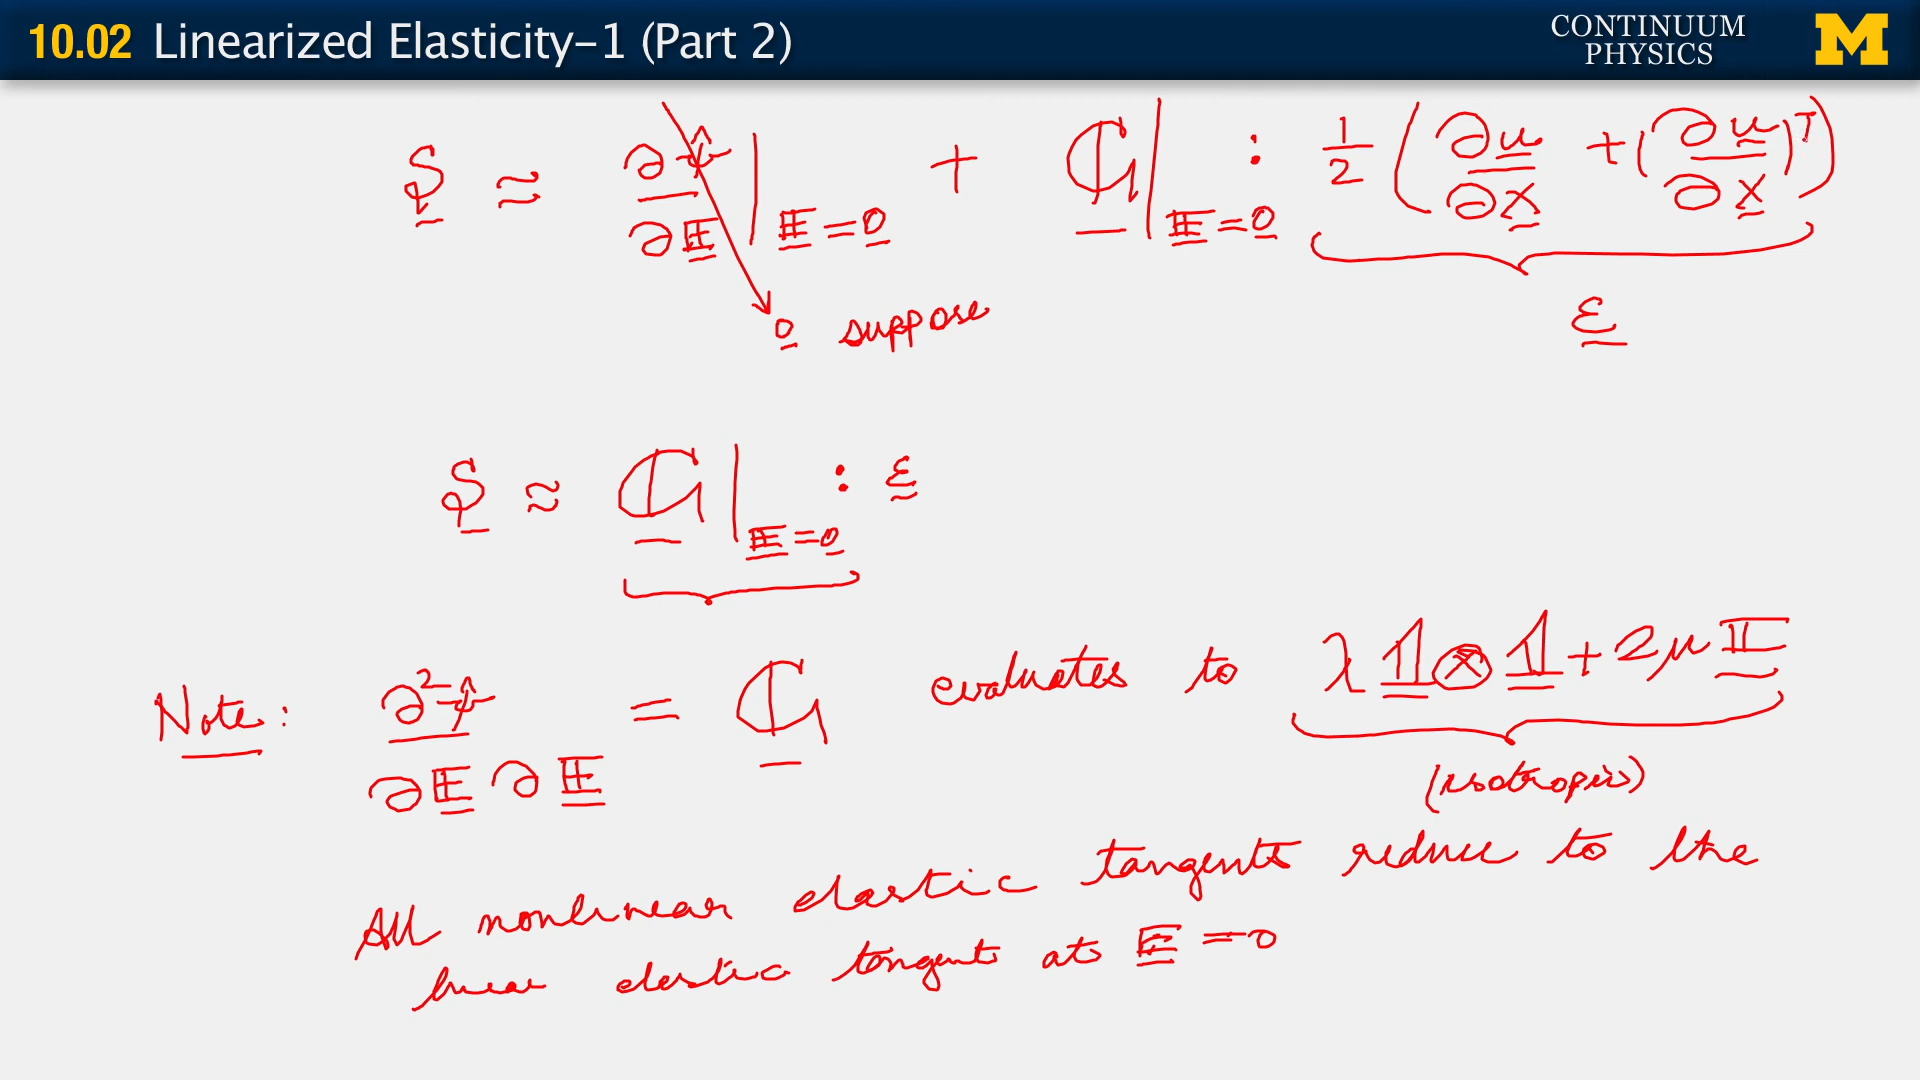 10.02 Linearized Elasticity-1 (Part 2)
CONTINUUM
PHYSICS
M
S ≈ ∂ψ̂/∂E |E=0 + ℂ |E=0 : 1/2 (∂u/∂X + (∂u/∂X)ᵀ)
0 suppose
ε
S ≈ ℂ |E=0 : ε
Note: ∂²ψ̂/∂E∂E = ℂ evaluates to λ 𝟙⊗𝟙 + 2μ 𝕀
(isotropic)
All nonlinear elastic tangents reduce to the
linear elastic tangent at E = 0